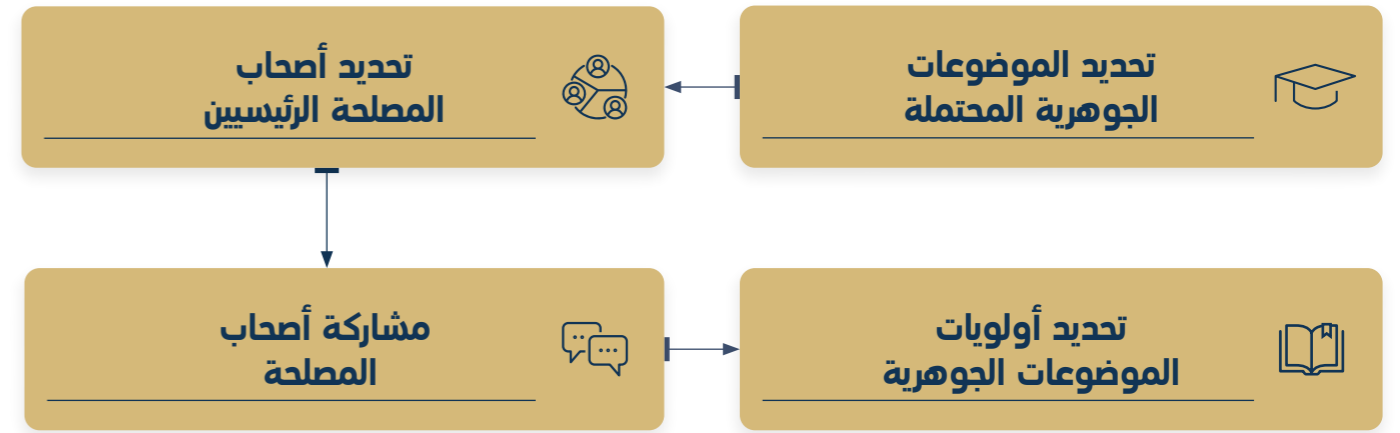 تحديد الموضوعات
الجوهرية المحتملة
تحديد أصحاب
المصلحة الرئيسيين
مشاركة أصحاب
المصلحة
تحديد أولويات
الموضوعات الجوهرية